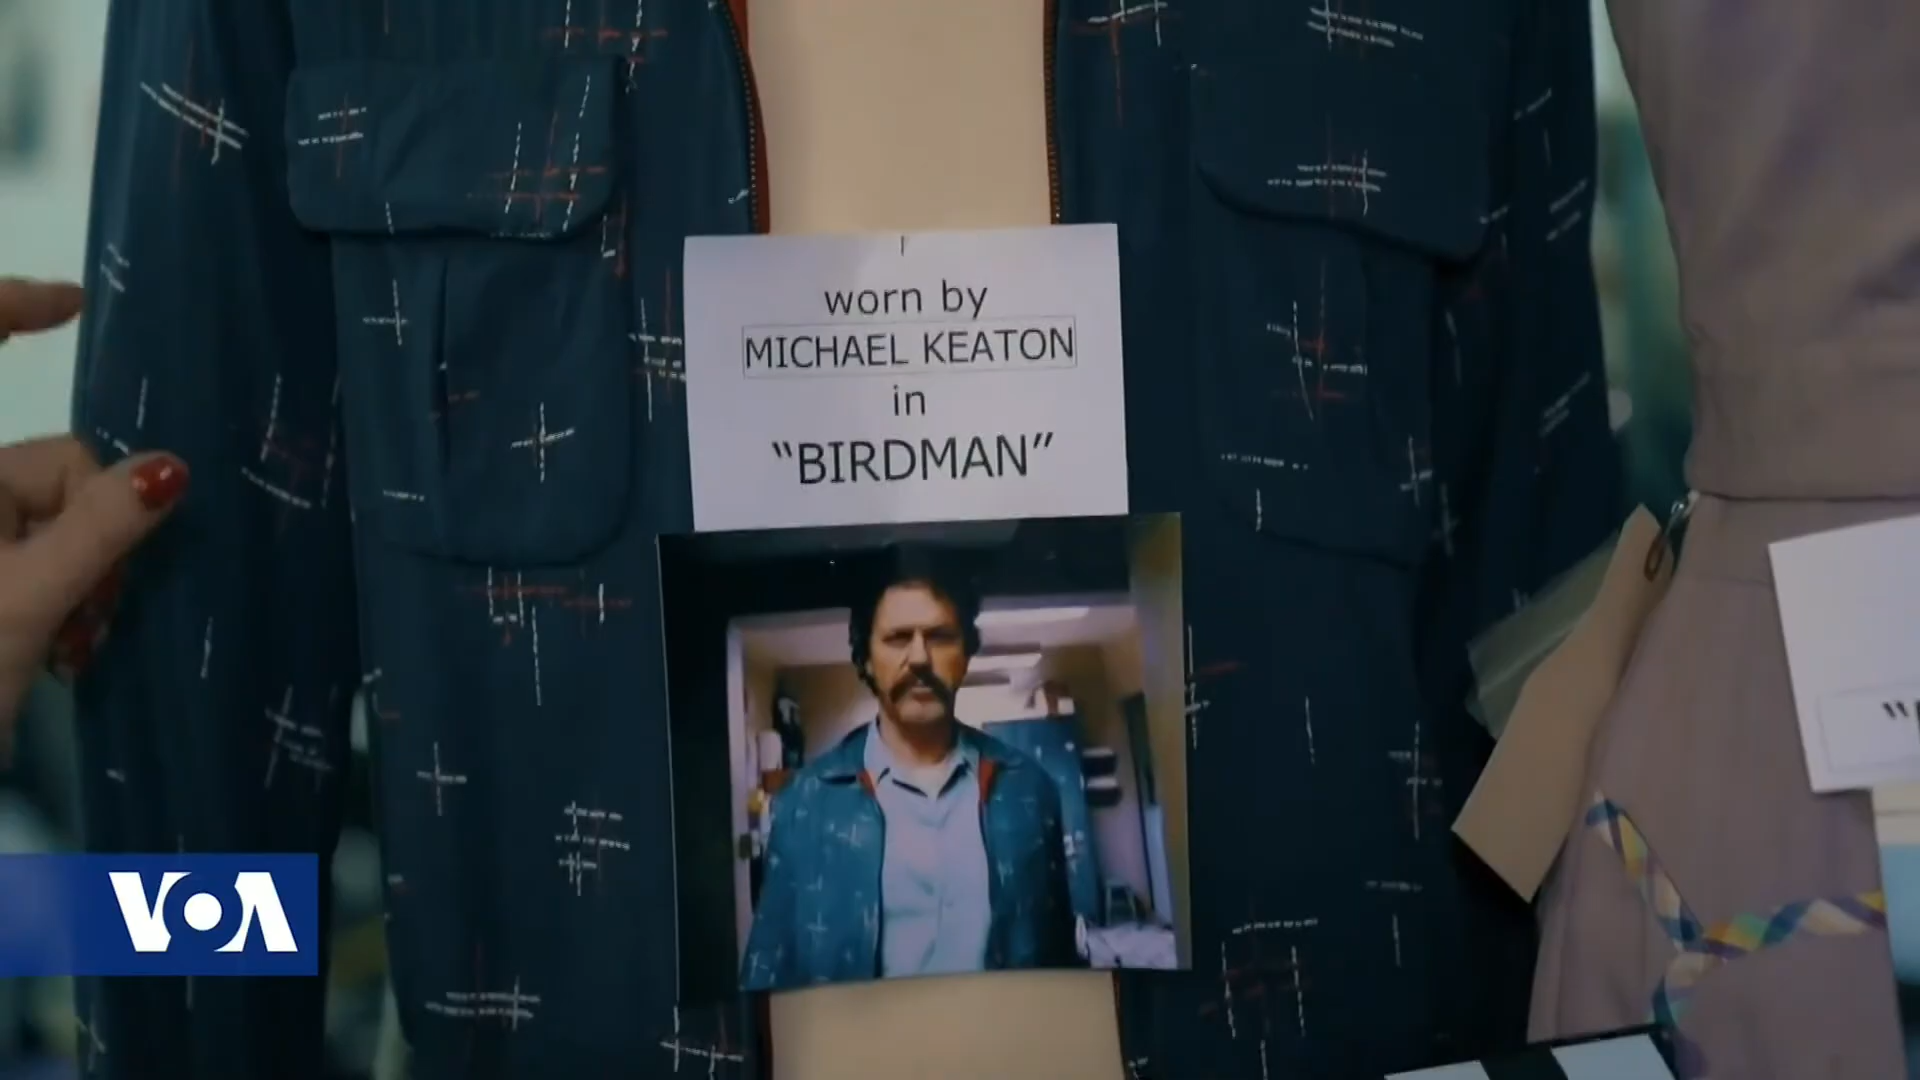 worn by
MICHAEL KEATON
in
“BIRDMAN”
VOA